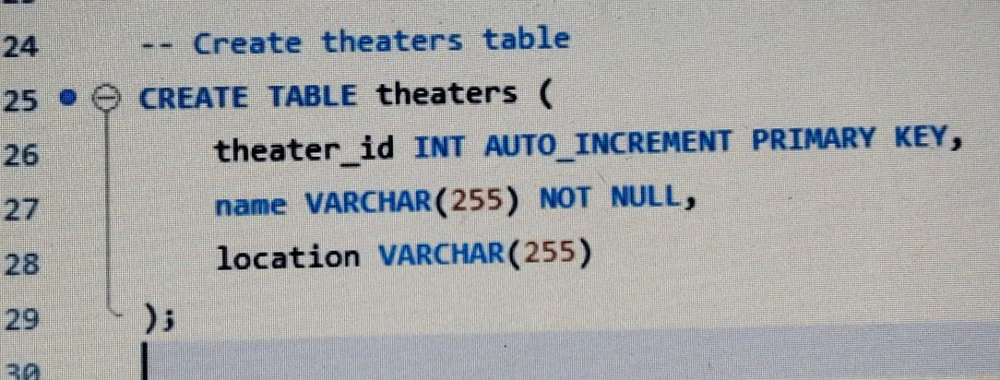 24 -- Create theaters table
25 CREATE TABLE theaters (
26 theater_id INT AUTO_INCREMENT PRIMARY KEY,
27 name VARCHAR(255) NOT NULL,
28 location VARCHAR(255)
29 );
30